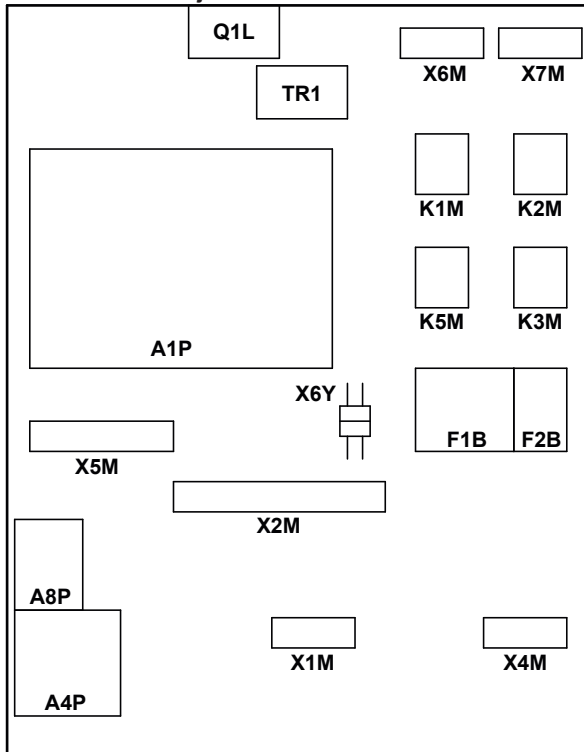 Q1L
TR1
X6M X7M
K1M K2M
K5M K3M
A1P
X6Y
F1B F2B
X5M
X2M
A8P
X1M X4M
A4P